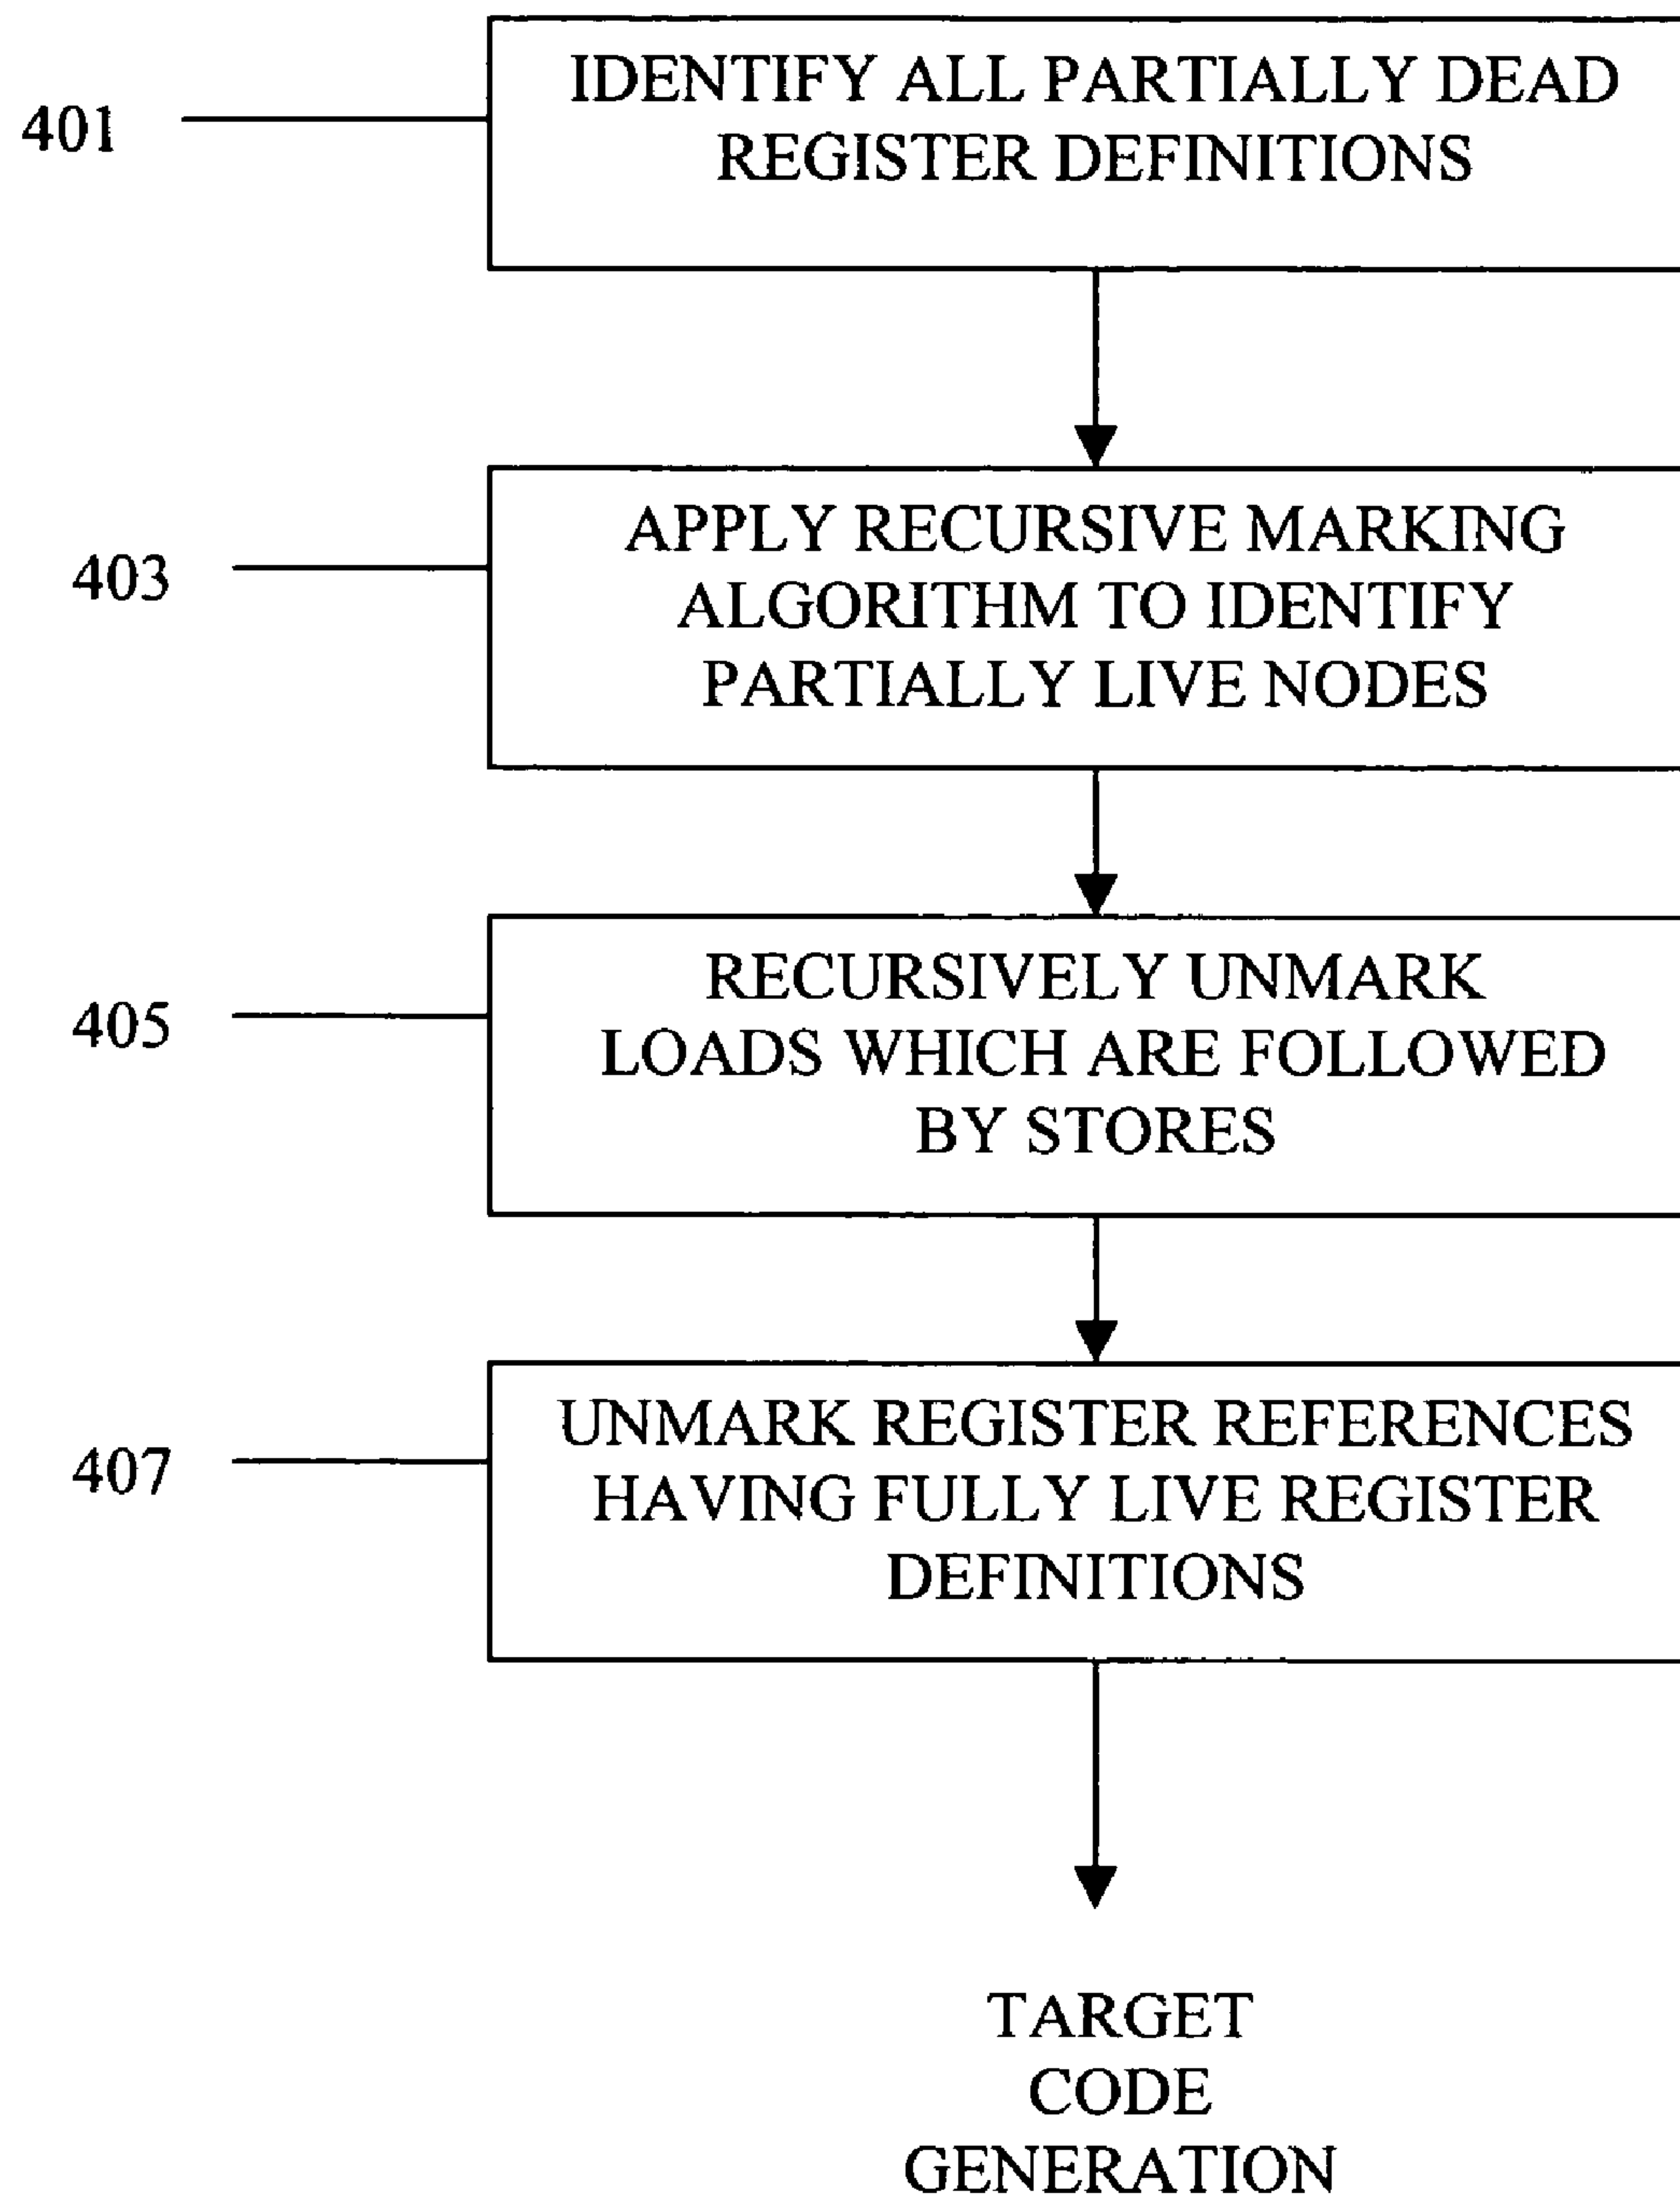 401
IDENTIFY ALL PARTIALLY DEAD
REGISTER DEFINITIONS
403
APPLY RECURSIVE MARKING
ALGORITHM TO IDENTIFY
PARTIALLY LIVE NODES
405
RECURSIVELY UNMARK
LOADS WHICH ARE FOLLOWED
BY STORES
407
UNMARK REGISTER REFERENCES
HAVING FULLY LIVE REGISTER
DEFINITIONS
TARGET
CODE
GENERATION